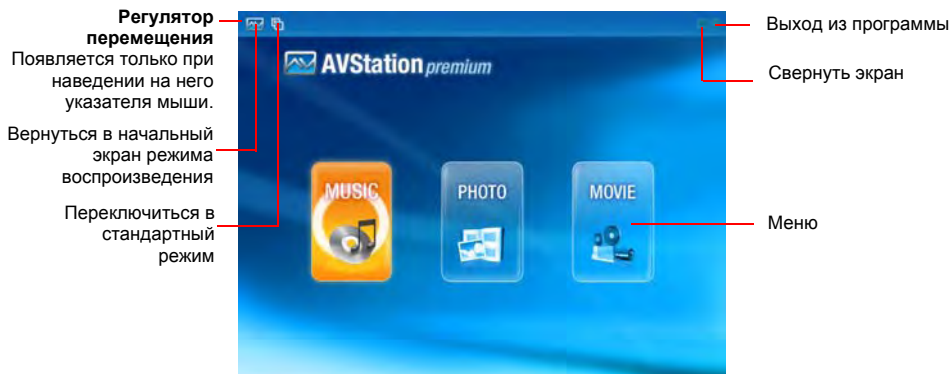 Регулятор
перемещения
Появляется только при
наведении на него
указателя мыши.
Вернуться в начальный
экран режима
воспроизведения
Переключиться в
стандартный
режим
AVStation premium
MUSIC
PHOTO
MOVIE
Выход из программы
Свернуть экран
Меню